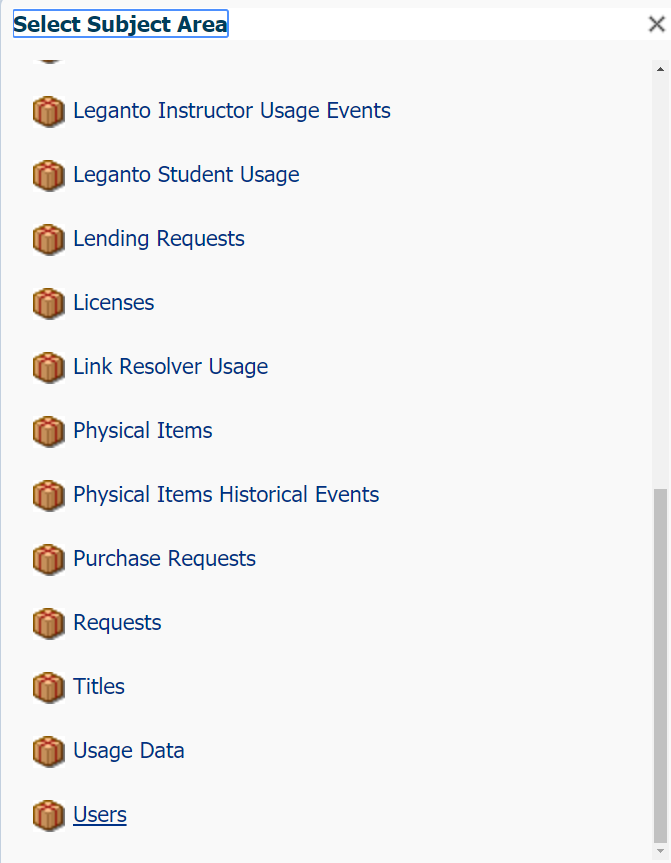 Select Subject Area
Leganto Instructor Usage Events
Leganto Student Usage
Lending Requests
Licenses
Link Resolver Usage
Physical Items
Physical Items Historical Events
Purchase Requests
Requests
Titles
Usage Data
Users